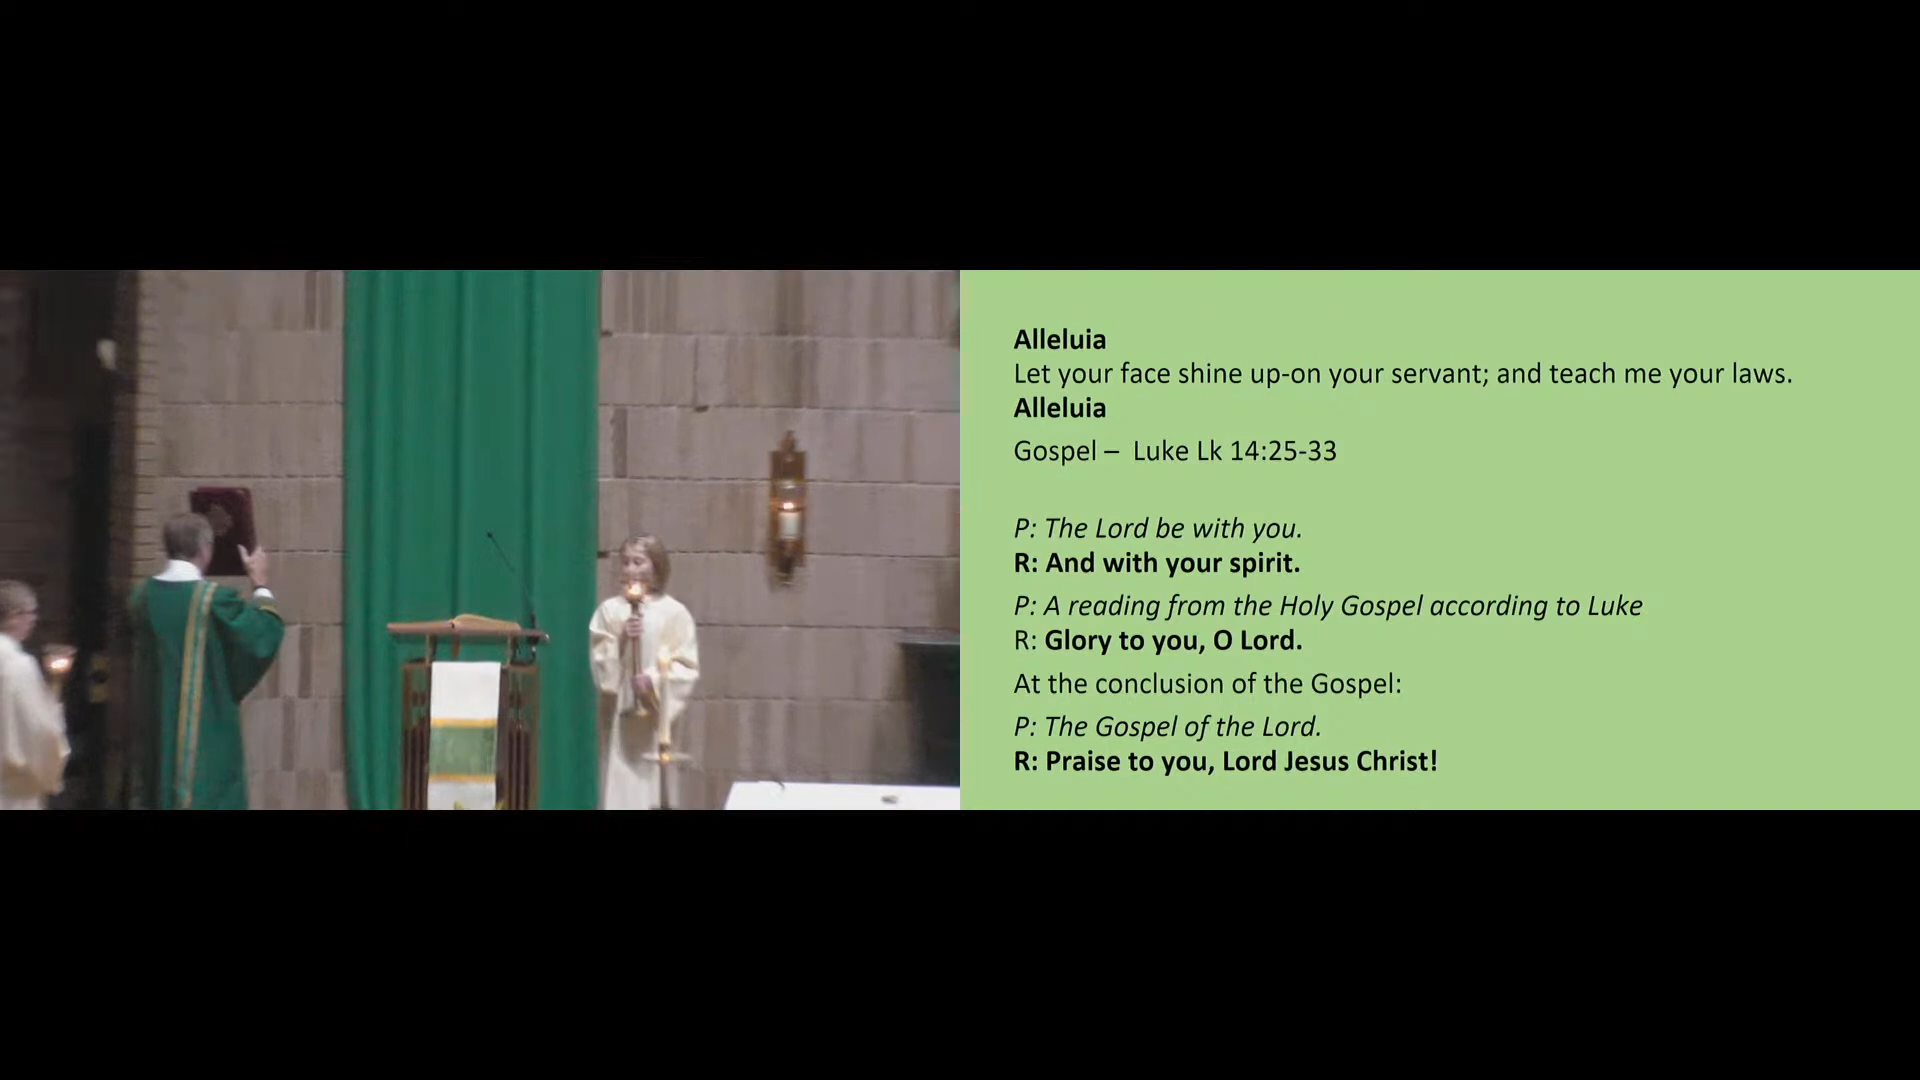 Alleluia
Let your face shine up-on your servant; and teach me your laws.
Alleluia
Gospel – Luke Lk 14:25-33
P: The Lord be with you.
R: And with your spirit.
P: A reading from the Holy Gospel according to Luke
R: Glory to you, O Lord.
At the conclusion of the Gospel:
P: The Gospel of the Lord.
R: Praise to you, Lord Jesus Christ!